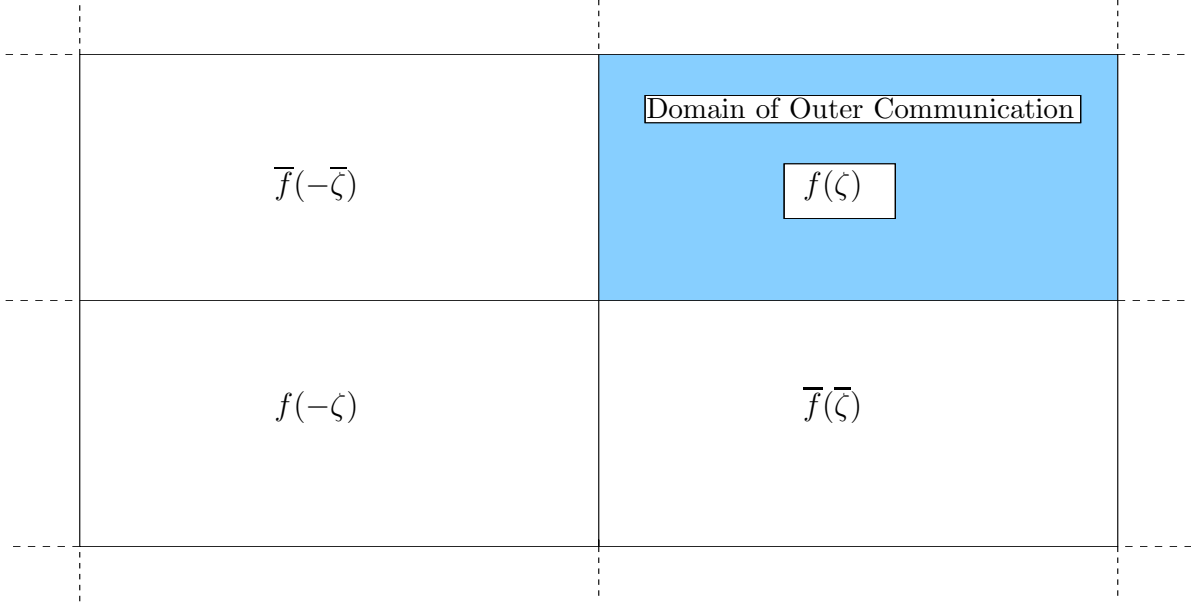 Domain of Outer Communication
f̅(−ζ̅) f(ζ)
f(−ζ) f̅(ζ̅)